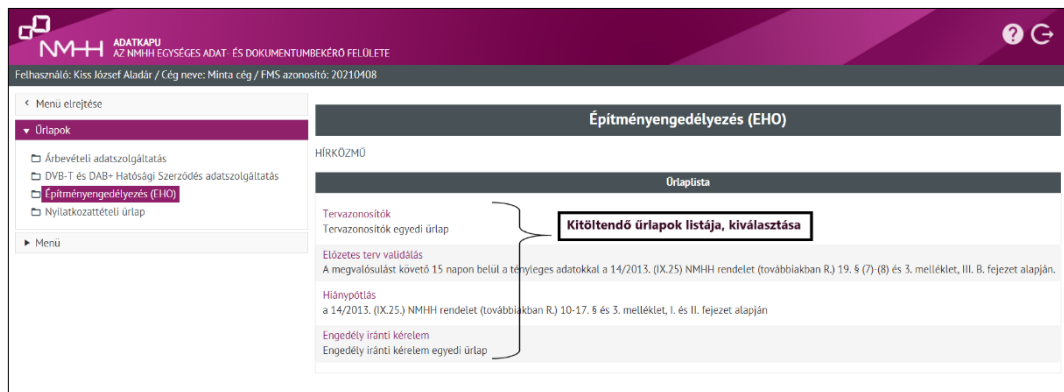 NMHH
ADATKAPU
AZ NMHH EGYSÉGES ADAT- ÉS DOKUMENTUMBEKÉRŐ FELÜLETE
Felhasználó: Kiss József Aladár / Cég neve: Minta cég / FMS azonosító: 20210408
Menü elrejtése
Űrlapok
Árbevételi adatszolgáltatás
DVB-T és DAB+ Hatósági Szerződés adatszolgáltatás
Építményengedélyezés (EHO)
Nyilatkozattételi űrlap
Menü
Építményengedélyezés (EHO)
HÍRKÖZMŰ
Űrlaplista
Tervazonosítók
Tervazonosítók egyedi űrlap
Kitöltendő űrlapok listája, kiválasztása
Előzetes terv validálás
A megvalósulást követő 15 napon belül a tényleges adatokkal a 14/2013. (IX.25) NMHH rendelet (továbbiakban R.) 19. § (7)-(8) és 3. melléklet, III. B. fejezet alapján.
Hiánypótlás
a 14/2013. (IX.25.) NMHH rendelet (továbbiakban R.) 10-17. § és 3. melléklet, I. és II. fejezet alapján
Engedély iránti kérelem
Engedély iránti kérelem egyedi űrlap